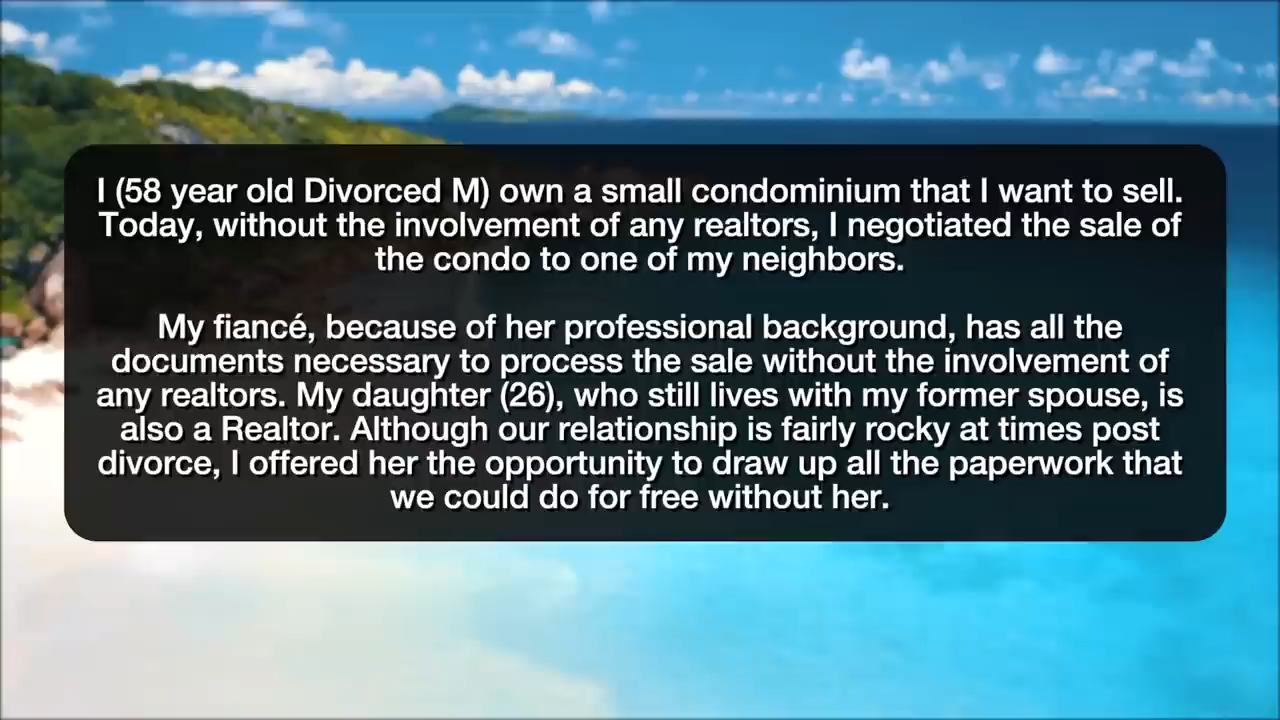 I (58 year old Divorced M) own a small condominium that I want to sell.
Today, without the involvement of any realtors, I negotiated the sale of
the condo to one of my neighbors.
My fiancé, because of her professional background, has all the
documents necessary to process the sale without the involvement of
any realtors. My daughter (26), who still lives with my former spouse, is
also a Realtor. Although our relationship is fairly rocky at times post
divorce, I offered her the opportunity to draw up all the paperwork that
we could do for free without her.